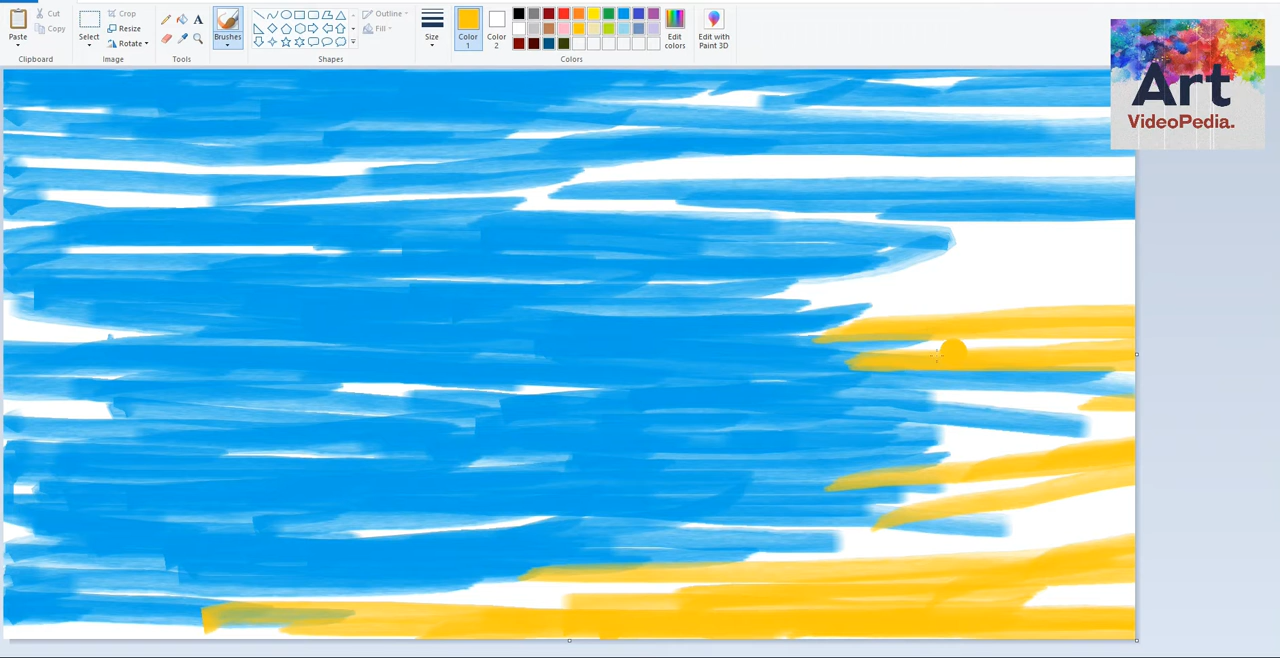 Paste
Cut
Copy
Clipboard
Select
Crop
Resize
Rotate
Image
A
Tools
Brushes
Shapes
Outline
Fill
Size
Color
1
Color
2
Colors
Edit
colors
Edit with
Paint 3D
Art
VideoPedia.